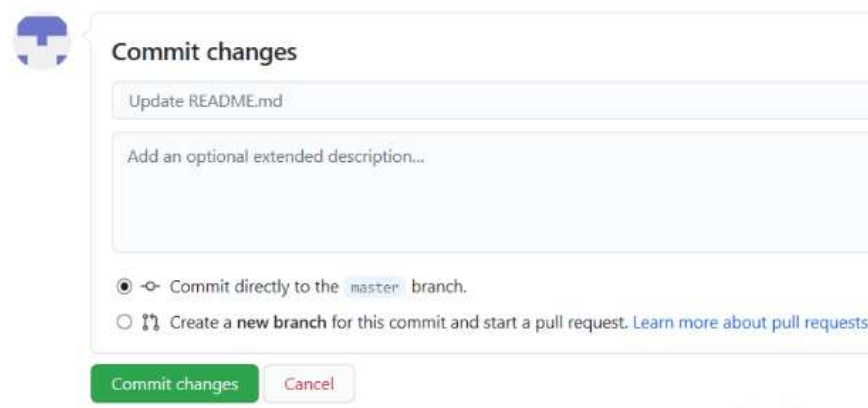 Commit changes
Update README.md
Add an optional extended description...
Commit directly to the master branch.
Create a new branch for this commit and start a pull request. Learn more about pull requests
Commit changes Cancel